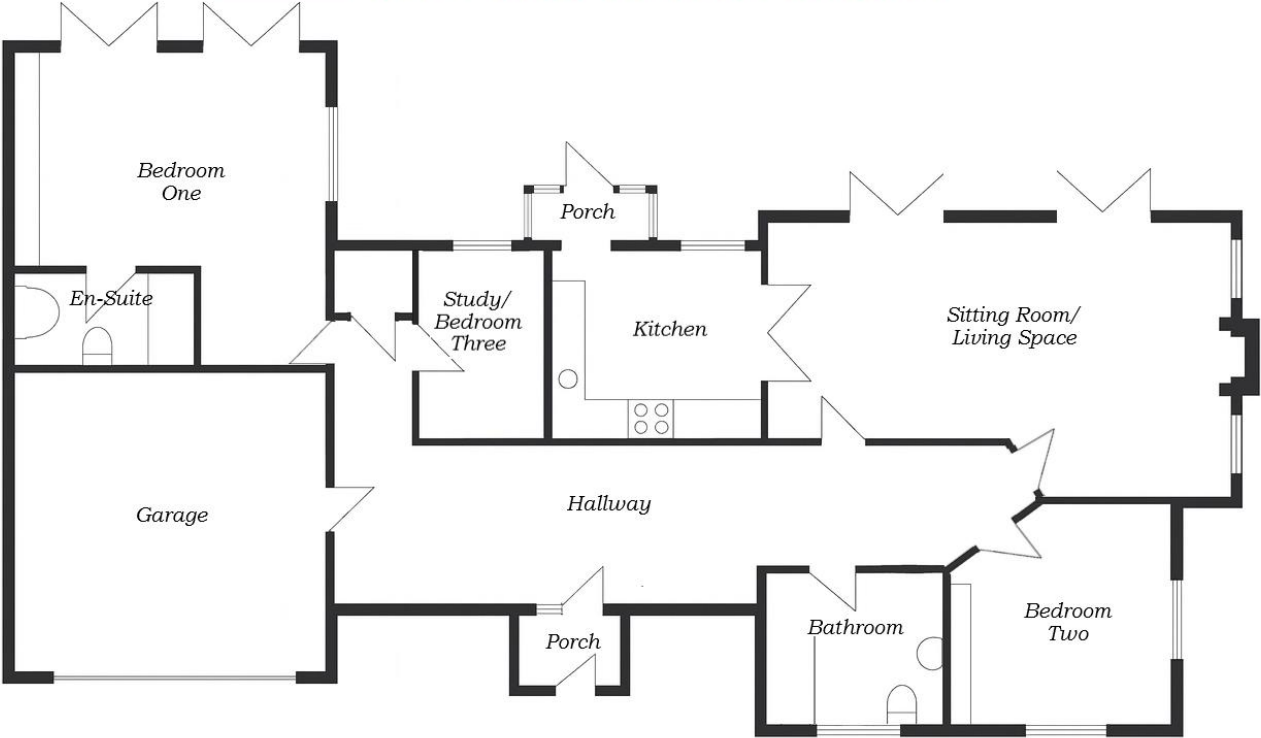 Bedroom
One
Porch
En-Suite
Study/
Bedroom
Three
Kitchen
Sitting Room/
Living Space
Garage
Hallway
Porch
Bathroom
Bedroom
Two